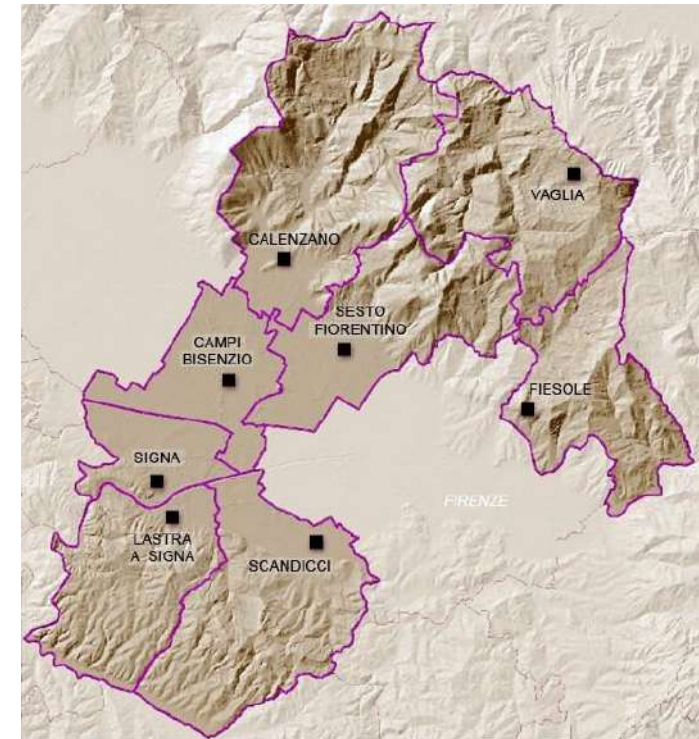 VAGLIA
CALENZANO
SESTO
FIORENTINO
CAMPI
BISENZIO
FIESOLE
SIGNA
FIRENZE
LASTRA
A SIGNA
SCANDICCI